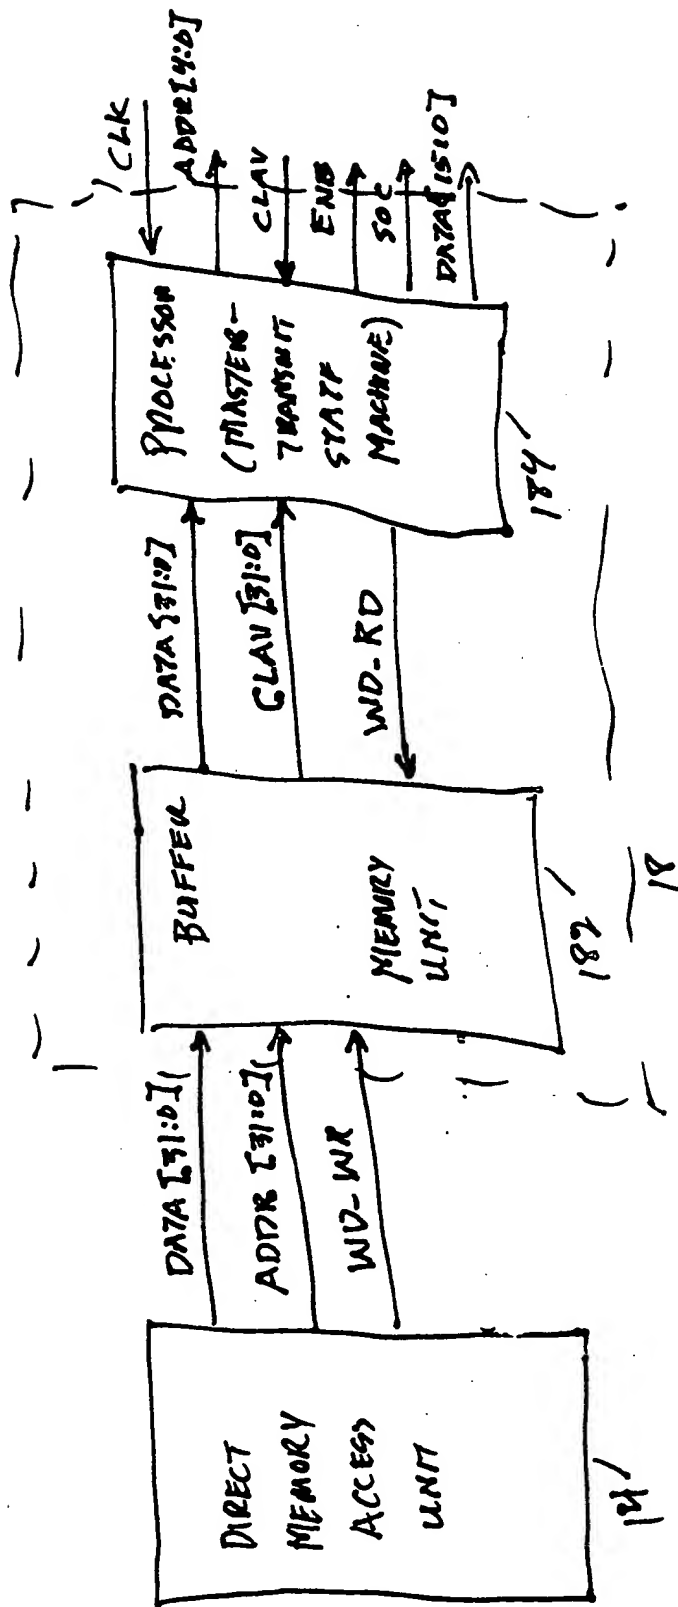 DIRECT
MEMORY
ACCESS
UNIT
DATA [31:0]
ADDR [31:0]
WD-WR
BUFFER
MEMORY
UNIT
182
18
DATA [31:0]
CLAV [31:0]
WD-RD
PROCESSOR
(MASTER-
TRANSMIT
STATE
MACHINE)
184
CLK
ADDR[4:0]
CLAV
ENB
SOC
DATA[15:0]